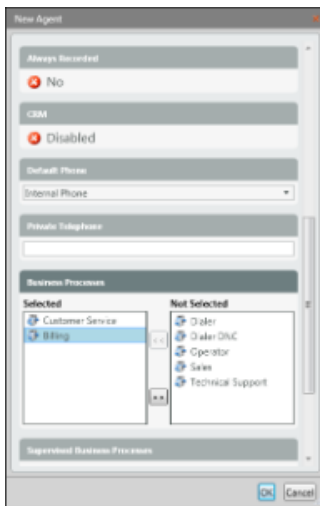 New Agent
Always Recorded
No
CRM
Disabled
Default Phone
Internal Phone
Private Telephone
Business Processes
Selected
Not Selected
Customer Service
Billing
<<
>>
Dialer
Dialer DNC
Operator
Sales
Technical Support
Supervised Business Processes
OK
Cancel